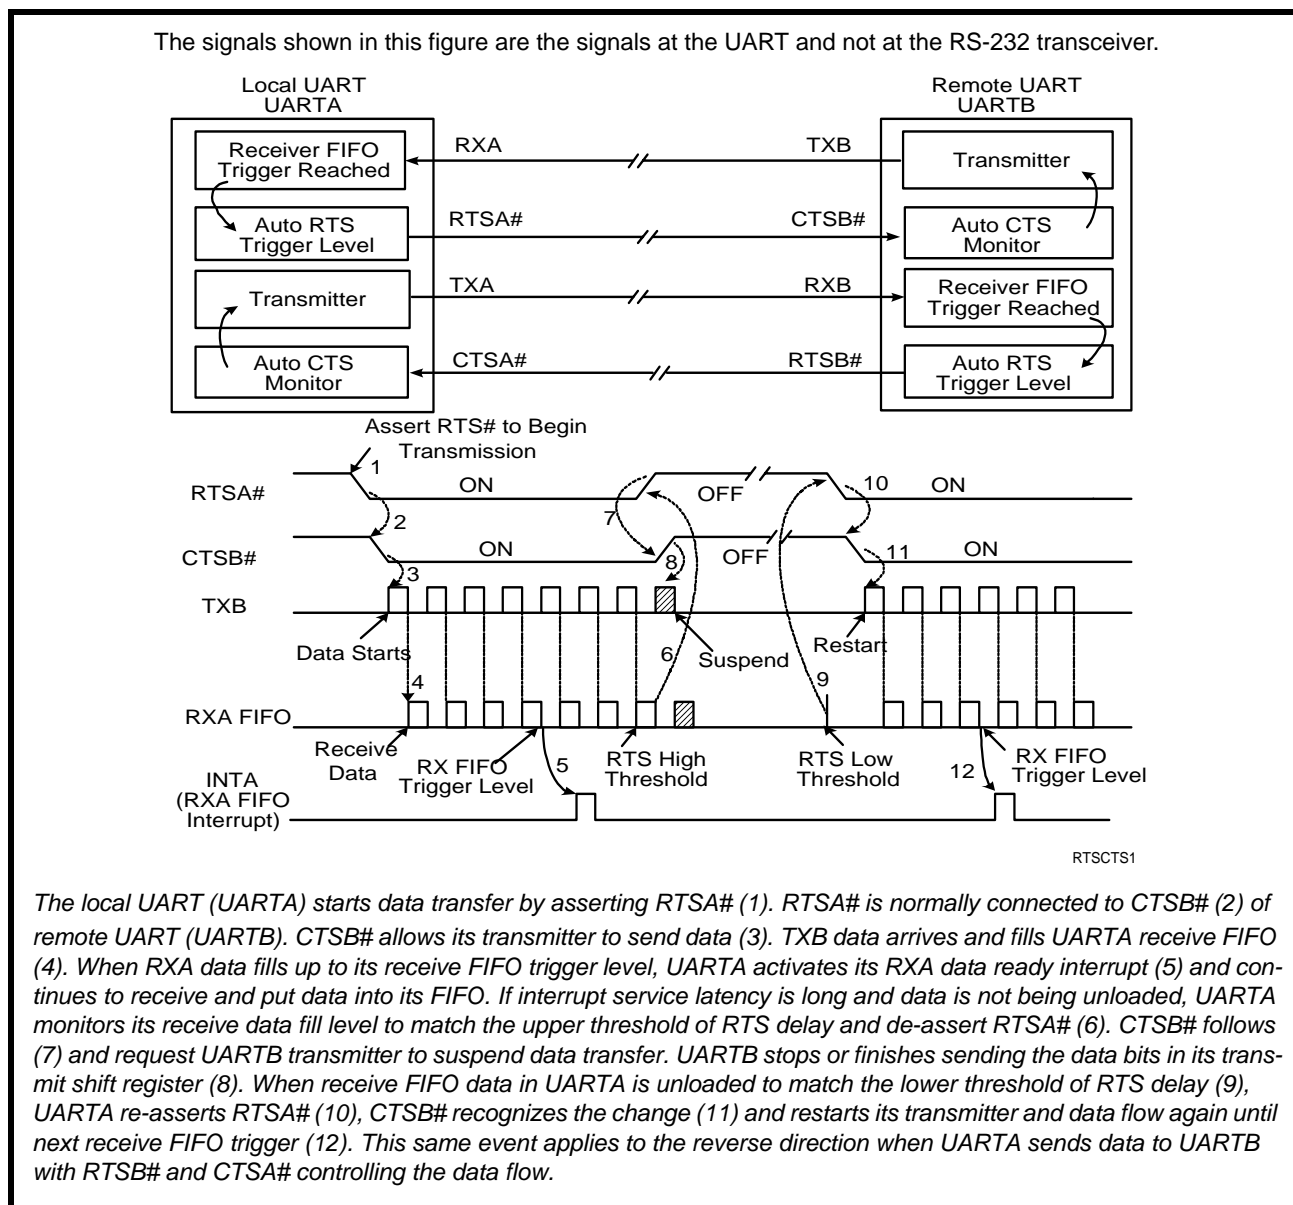 The signals shown in this figure are the signals at the UART and not at the RS-232 transceiver.
Local UART
UARTA
Remote UART
UARTB
Receiver FIFO
Trigger Reached
RXA
TXB
Transmitter
Auto RTS
Trigger Level
RTSA#
CTSB#
Auto CTS
Monitor
Transmitter
TXA
RXB
Receiver FIFO
Trigger Reached
Auto CTS
Monitor
CTSA#
RTSB#
Auto RTS
Trigger Level
Assert RTS# to Begin
Transmission
1
RTSA#
ON
OFF
10
ON
2
7
CTSB#
ON
8
OFF
11
ON
3
TXB
Data Starts
6
Suspend
Restart
4
9
RXA FIFO
Receive
Data
RX FIFO
Trigger Level
5
RTS High
Threshold
RTS Low
Threshold
12
RX FIFO
Trigger Level
INTA
(RXA FIFO
Interrupt)
RTSCTS1
The local UART (UARTA) starts data transfer by asserting RTSA# (1). RTSA# is normally connected to CTSB# (2) of
remote UART (UARTB). CTSB# allows its transmitter to send data (3). TXB data arrives and fills UARTA receive FIFO
(4). When RXA data fills up to its receive FIFO trigger level, UARTA activates its RXA data ready interrupt (5) and con-
tinues to receive and put data into its FIFO. If interrupt service latency is long and data is not being unloaded, UARTA
monitors its receive data fill level to match the upper threshold of RTS delay and de-assert RTSA# (6). CTSB# follows
(7) and request UARTB transmitter to suspend data transfer. UARTB stops or finishes sending the data bits in its trans-
mit shift register (8). When receive FIFO data in UARTA is unloaded to match the lower threshold of RTS delay (9),
UARTA re-asserts RTSA# (10), CTSB# recognizes the change (11) and restarts its transmitter and data flow again until
next receive FIFO trigger (12). This same event applies to the reverse direction when UARTA sends data to UARTB
with RTSB# and CTSA# controlling the data flow.